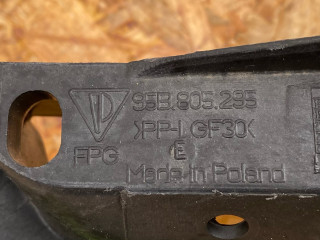 95B.805.285
>PP-LGF30<
FPG E
Made in Poland